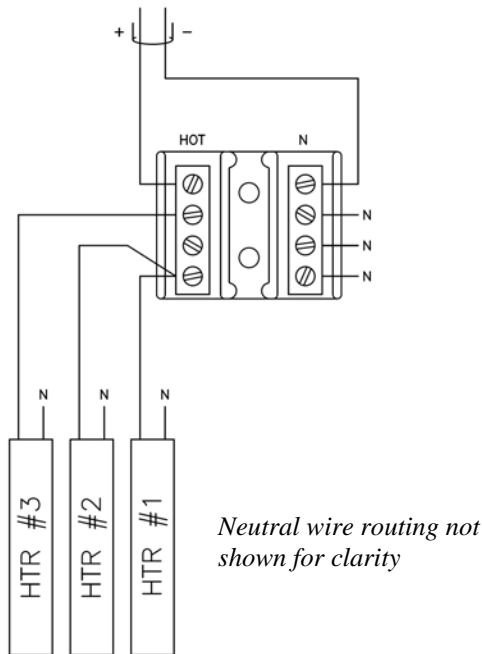 + -
HOT N
N
N
N
N N N
HTR #3
HTR #2
HTR #1
Neutral wire routing not
shown for clarity